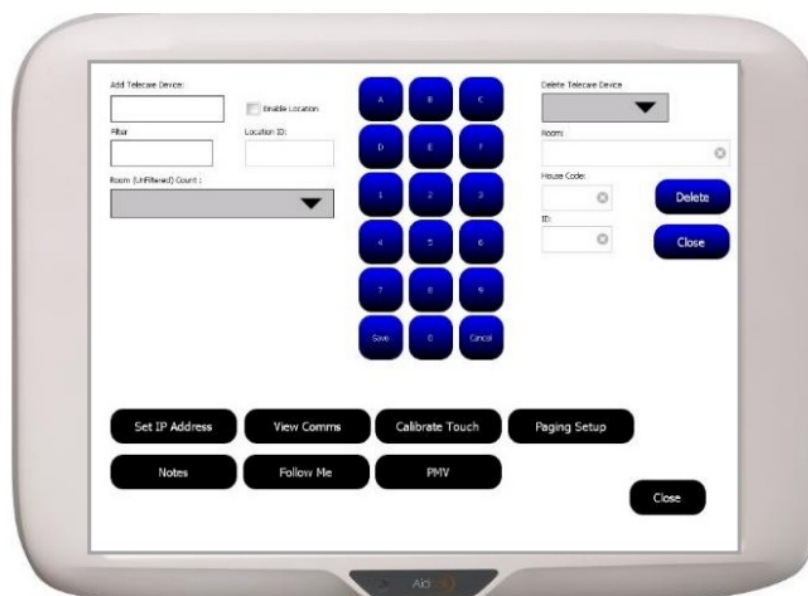 Add Telecare Device:
Enable Location
Filter
Location ID:
Room (UnFiltered) Count :
A B C
D E F
1 2 3
4 5 6
7 8 9
Save 0 Cancel
Delete Telecare Device
Room:
House Code:
ID:
Delete
Close
Set IP Address View Comms Calibrate Touch Paging Setup
Notes Follow Me PMV
Close
Aid